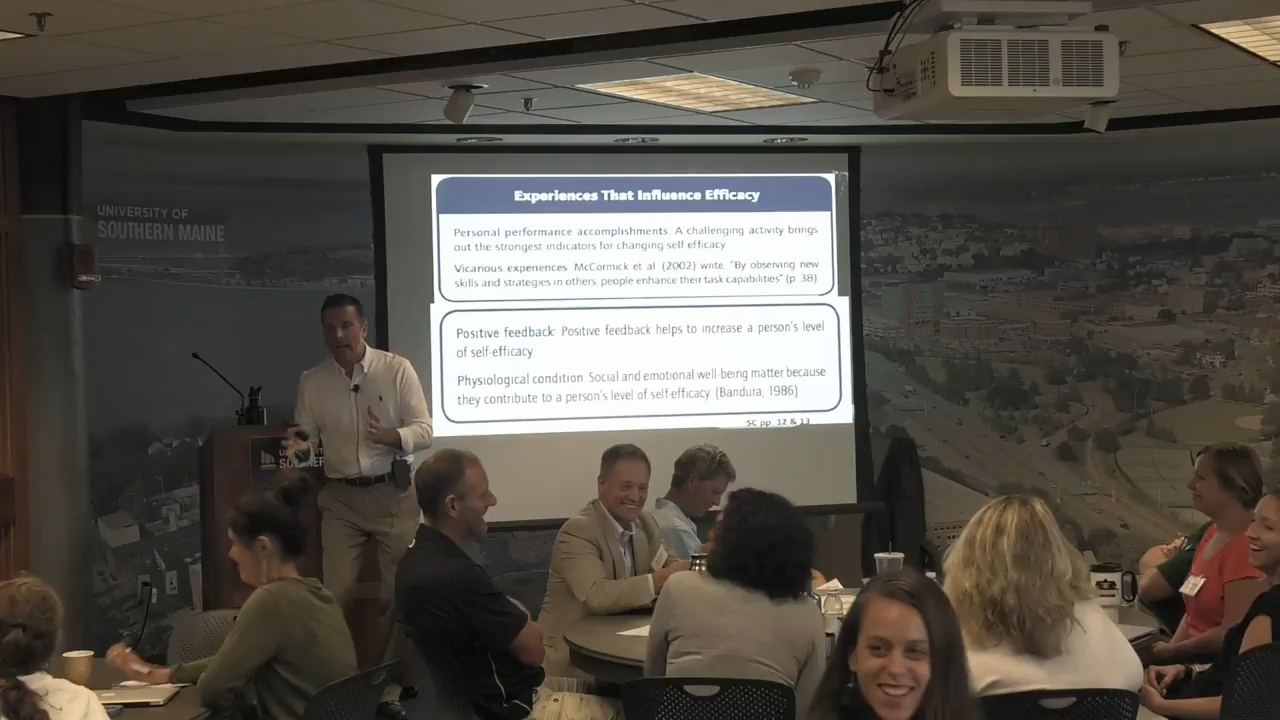 UNIVERSITY OF
SOUTHERN MAINE
Experiences That Influence Efficacy
Personal performance accomplishments. A challenging activity brings
out the strongest indicators for changing self efficacy.
Vicarious experiences. McCormick et al (2002) write, "By observing new
skills and strategies in others, people enhance their task capabilities" (p 38)
Positive feedback: Positive feedback helps to increase a person's level
of self-efficacy
Physiological condition Social and emotional well-being matter because
they contribute to a person's level of self-efficacy (Bandura, 1986)
SC pp. 12 & 13